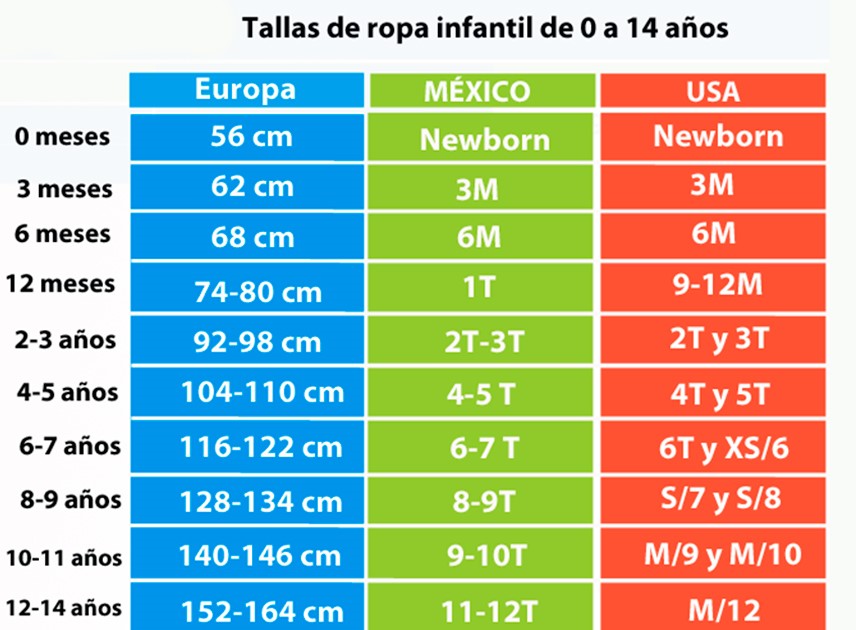 Tallas de ropa infantil de 0 a 14 años
Europa MÉXICO USA
0 meses 56 cm Newborn Newborn
3 meses 62 cm 3M 3M
6 meses 68 cm 6M 6M
12 meses 74-80 cm 1T 9-12M
2-3 años 92-98 cm 2T-3T 2T y 3T
4-5 años 104-110 cm 4-5 T 4T y 5T
6-7 años 116-122 cm 6-7 T 6T y XS/6
8-9 años 128-134 cm 8-9T S/7 y S/8
10-11 años 140-146 cm 9-10T M/9 y M/10
12-14 años 152-164 cm 11-12T M/12